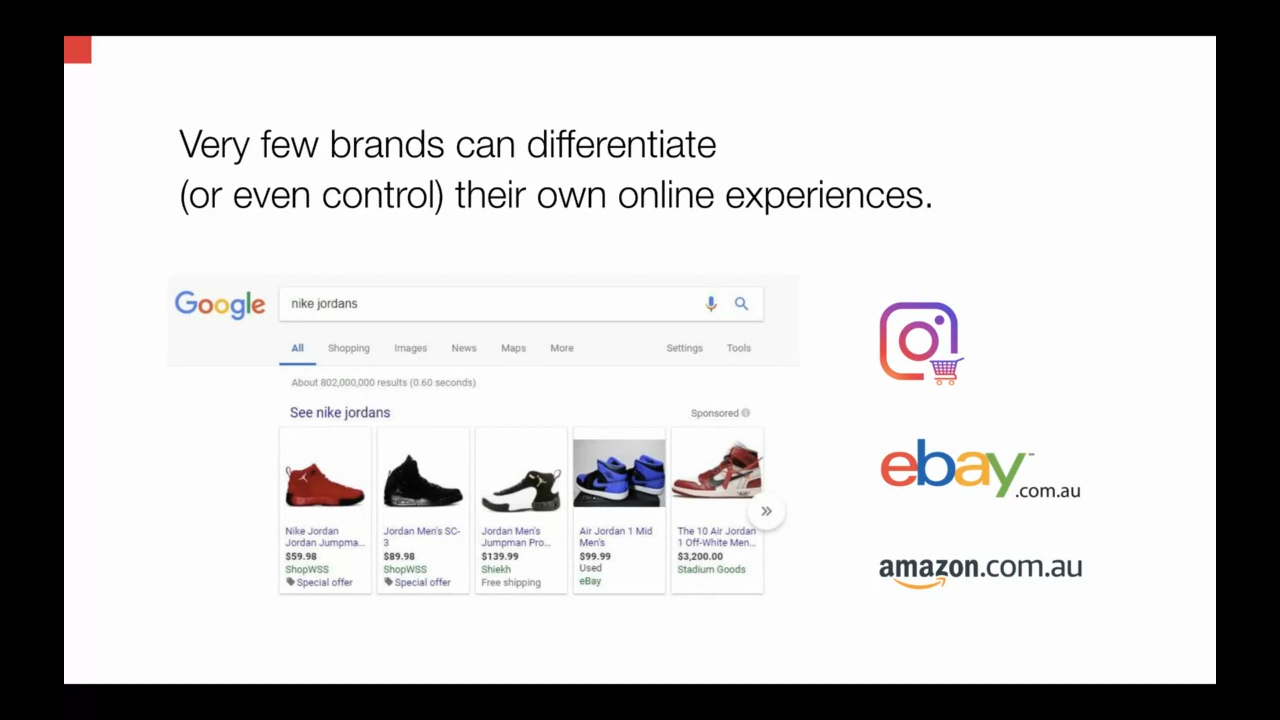 Very few brands can differentiate
(or even control) their own online experiences.
Google
nike jordans
All Shopping Images News Maps More Settings Tools
About 802,000,000 results (0.60 seconds)
See nike jordans
Sponsored
Nike Jordan
Jordan Jumpma...
$59.98
ShopWSS
Special offer
Jordan Men's SC-
3
$89.98
ShopWSS
Special offer
Jordan Men's
Jumpman Pro...
$139.99
Shiekh
Free shipping
Air Jordan 1 Mid
Men's
$99.99
Used
eBay
The 10 Air Jordan
1 Off-White Men...
$3,200.00
Stadium Goods
ebay™.com.au
amazon.com.au